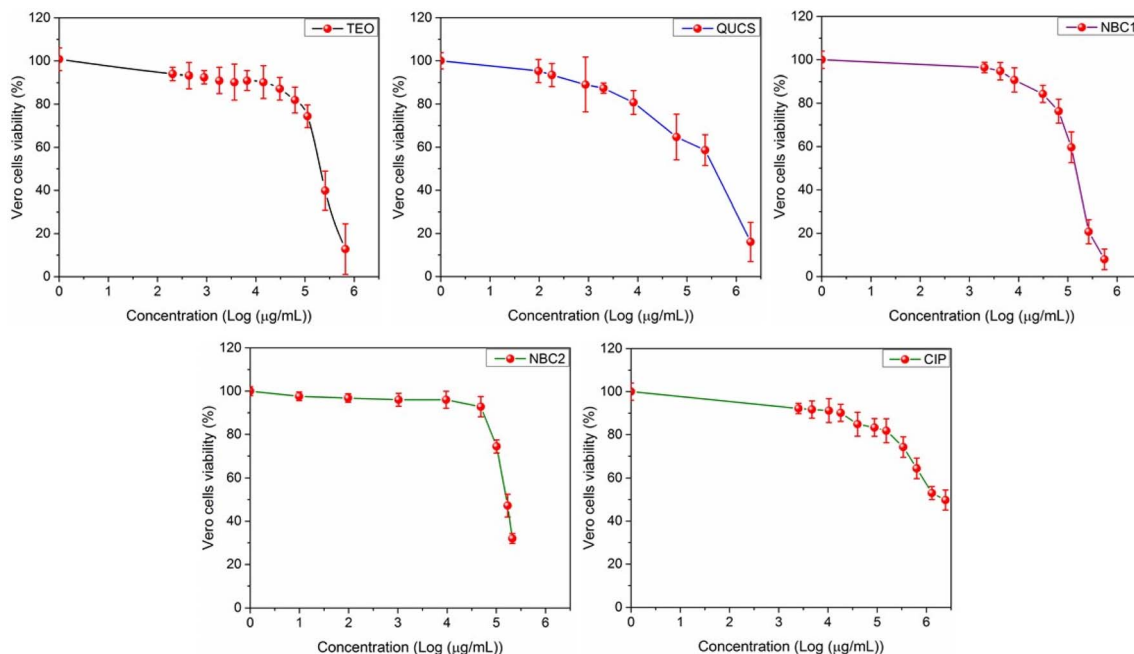 120
100
80
60
40
20
0
Vero cells viability (%)
TEO
0 1 2 3 4 5 6
Concentration (Log (μg/mL))
120
100
80
60
40
20
0
Vero cells viability (%)
QUCS
0 1 2 3 4 5 6
Concentration (Log (μg/mL))
120
100
80
60
40
20
0
Vero cells viability (%)
NBC1
0 1 2 3 4 5 6
Concentration (Log (μg/mL))
120
100
80
60
40
20
0
Vero cells viability (%)
NBC2
0 1 2 3 4 5 6
Concentration (Log (μg/mL))
120
100
80
60
40
20
0
Vero cells viability (%)
CIP
0 1 2 3 4 5 6
Concentration (Log (μg/mL))